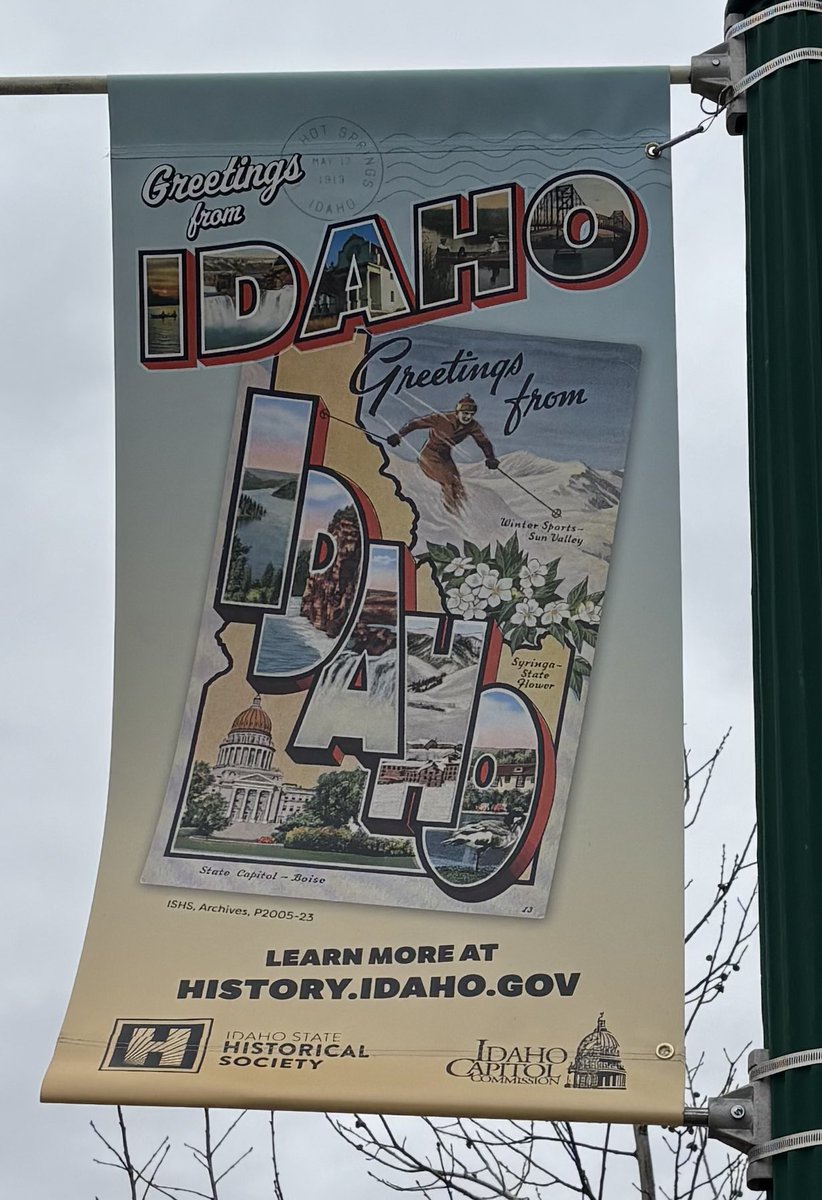 HOT SPRINGS
MAY 17
1913
IDAHO
Greetings
from
IDAHO
Greetings
from
IDAHO
Winter Sports—
Sun Valley
Syringa—
State
Flower
State Capitol — Boise
13
ISHS, Archives, P2005-23
LEARN MORE AT
HISTORY.IDAHO.GOV
H
IDAHO STATE
HISTORICAL
SOCIETY
IDAHO
CAPITOL
COMMISSION